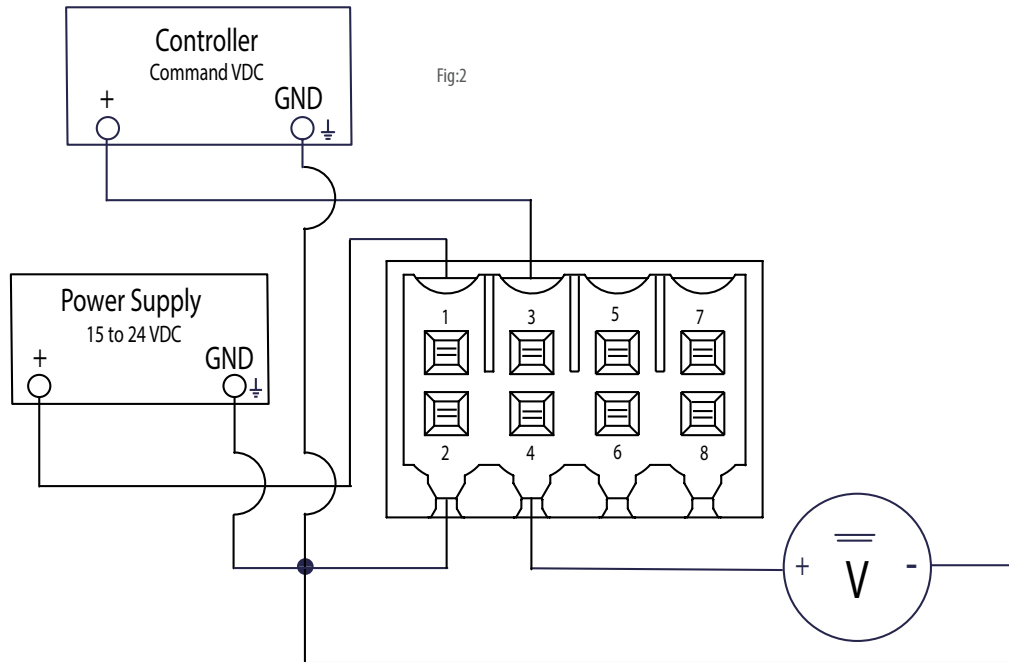 Controller
Command VDC
+
GND
Fig:2
Power Supply
15 to 24 VDC
+
GND
1 3 5 7
2 4 6 8
+ V -